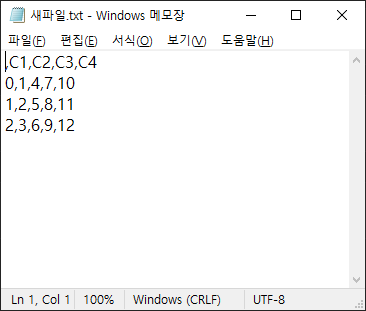 새파일.txt - Windows 메모장
파일(F) 편집(E) 서식(O) 보기(V) 도움말(H)
,C1,C2,C3,C4
0,1,4,7,10
1,2,5,8,11
2,3,6,9,12
Ln 1, Col 1 100% Windows (CRLF) UTF-8